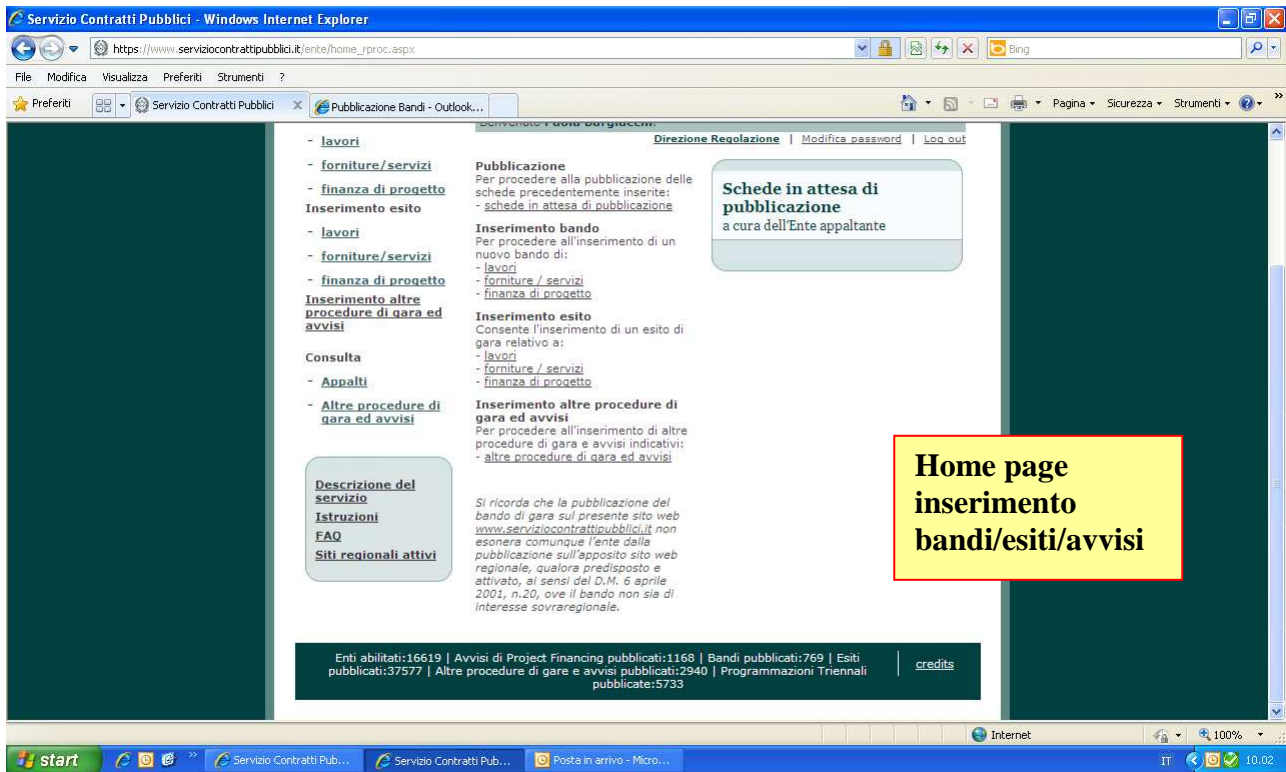 Servizio Contratti Pubblici - Windows Internet Explorer
https://www.serviziocontrattipubblici.it/ente/home_rproc.aspx
Bing
File Modifica Visualizza Preferiti Strumenti ?
Preferiti
Servizio Contratti Pubblici
Pubblicazione Bandi - Outlook...
Pagina
Sicurezza
Strumenti
Direzione Regolazione | Modifica password | Log out
- lavori
- forniture/servizi
- finanza di progetto
Inserimento esito
- lavori
- forniture/servizi
- finanza di progetto
Inserimento altre
procedure di gara ed
avvisi
Consulta
- Appalti
- Altre procedure di
gara ed avvisi
Descrizione del
servizio
Istruzioni
FAQ
Siti regionali attivi
Pubblicazione
Per procedere alla pubblicazione delle
schede precedentemente inserite:
- schede in attesa di pubblicazione
Inserimento bando
Per procedere all'inserimento di un
nuovo bando di:
- lavori
- forniture / servizi
- finanza di progetto
Inserimento esito
Consente l'inserimento di un esito di
gara relativo a:
- lavori
- forniture / servizi
- finanza di progetto
Inserimento altre procedure di
gara ed avvisi
Per procedere all'inserimento di altre
procedure di gara e avvisi indicativi:
- altre procedure di gara ed avvisi
Si ricorda che la pubblicazione del
bando di gara sul presente sito web
www.serviziocontrattipubblici.it non
esonera comunque l'ente dalla
pubblicazione sull'apposito sito web
regionale, qualora predisposto e
attivato, ai sensi del D.M. 6 aprile
2001, n.20, ove il bando non sia di
interesse sovraregionale.
Schede in attesa di
pubblicazione
a cura dell'Ente appaltante
Home page
inserimento
bandi/esiti/avvisi
Enti abilitati:16619 | Avvisi di Project Financing pubblicati:1168 | Bandi pubblicati:769 | Esiti
pubblicati:37577 | Altre procedure di gare e avvisi pubblicati:2940 | Programmazioni Triennali
pubblicate:5733
credits
Internet
100%
start
Servizio Contratti Pub...
Servizio Contratti Pub...
Posta in arrivo - Micro...
IT
10.02